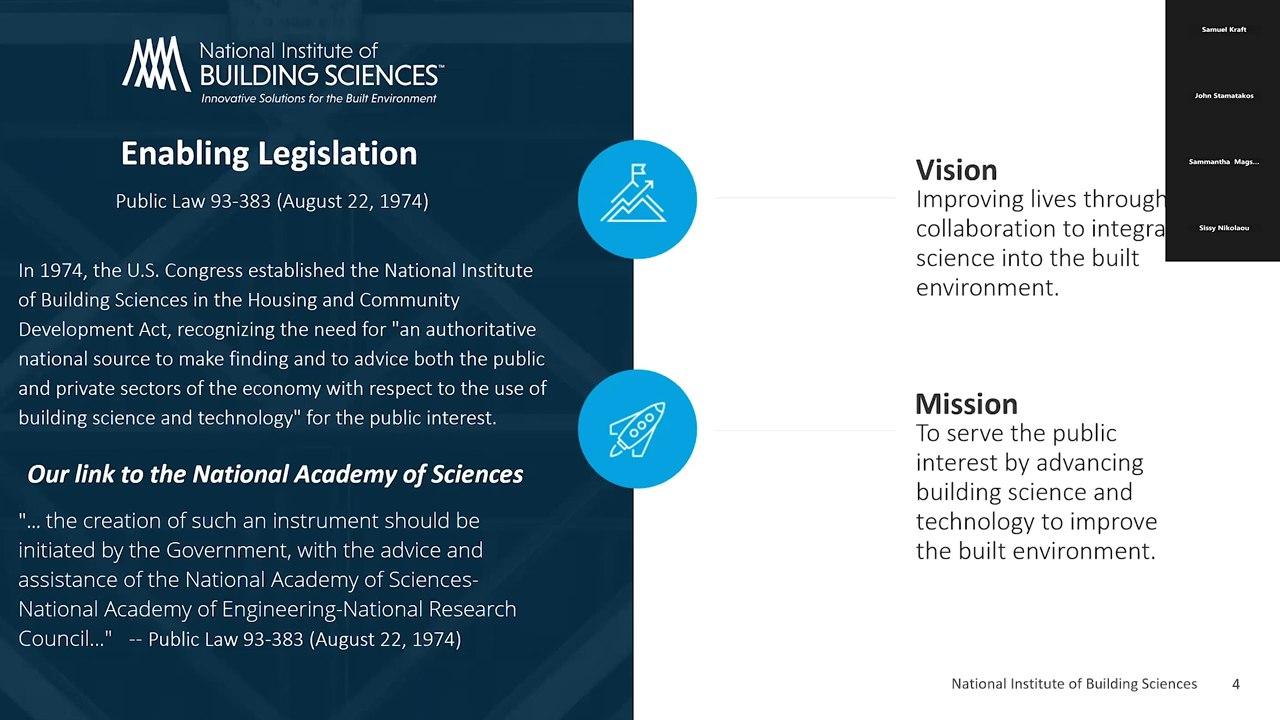 National Institute of
BUILDING SCIENCES™
Innovative Solutions for the Built Environment
Enabling Legislation
Public Law 93-383 (August 22, 1974)
In 1974, the U.S. Congress established the National Institute
of Building Sciences in the Housing and Community
Development Act, recognizing the need for "an authoritative
national source to make finding and to advice both the public
and private sectors of the economy with respect to the use of
building science and technology" for the public interest.
Our link to the National Academy of Sciences
"... the creation of such an instrument should be
initiated by the Government, with the advice and
assistance of the National Academy of Sciences-
National Academy of Engineering-National Research
Council..." -- Public Law 93-383 (August 22, 1974)
Vision
Improving lives through
collaboration to integra
science into the built
environment.
Mission
To serve the public
interest by advancing
building science and
technology to improve
the built environment.
Samuel Kraft
John Stamatakos
Sammantha Mags...
Sissy Nikolaou
National Institute of Building Sciences 4